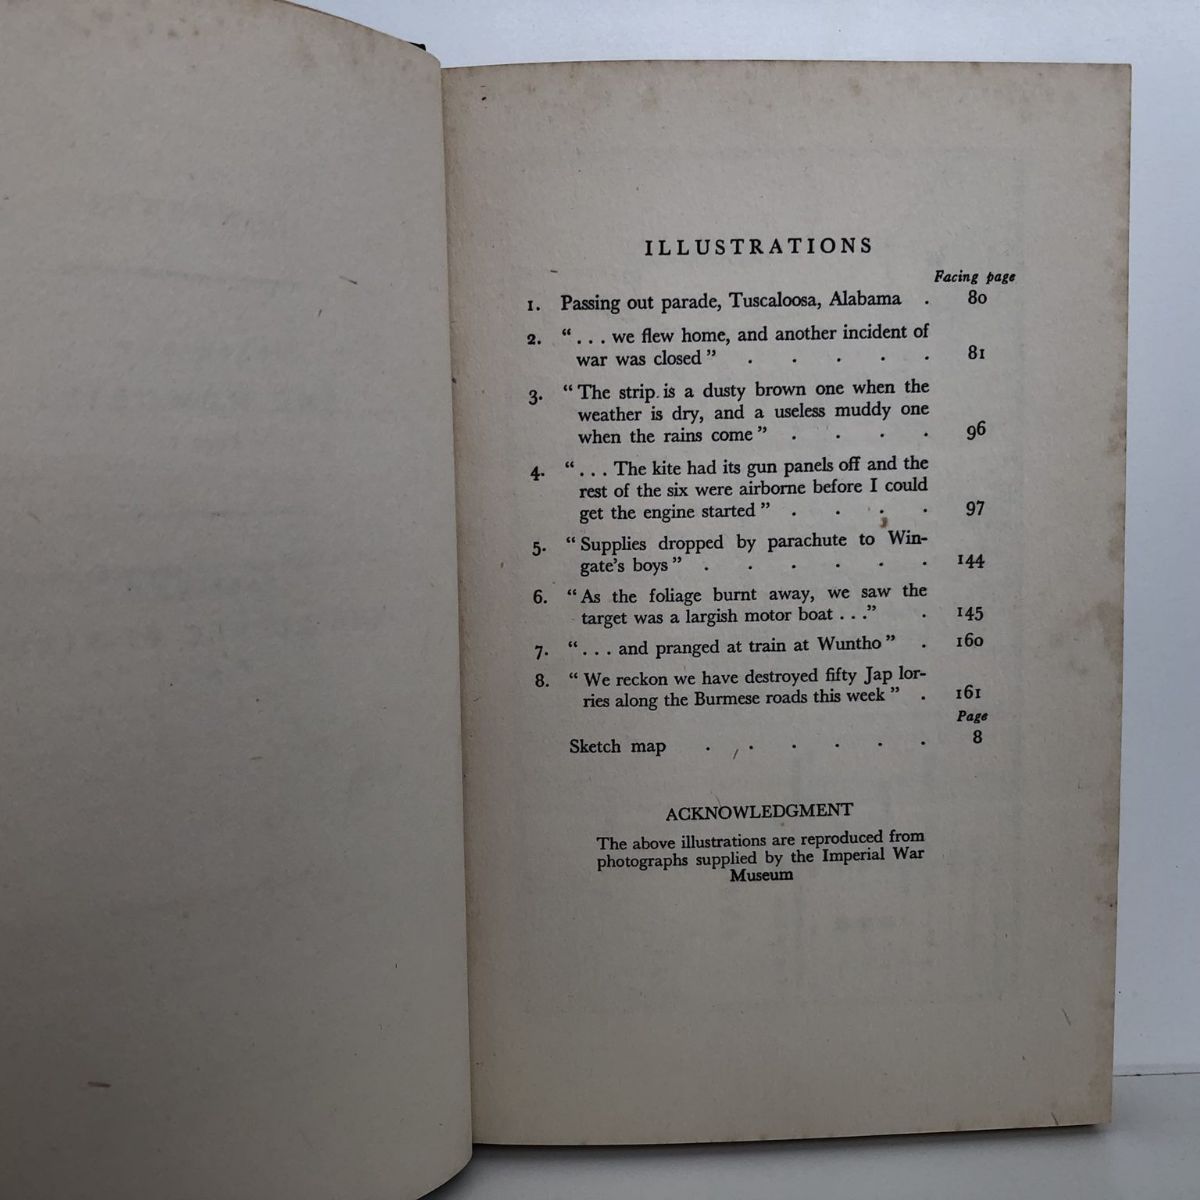 ILLUSTRATIONS
Facing page
1. Passing out parade, Tuscaloosa, Alabama . 80
2. “ . . . we flew home, and another incident of
war was closed ” . . . . . 81
3. “ The strip is a dusty brown one when the
weather is dry, and a useless muddy one
when the rains come ” . . . . 96
4. “ . . . The kite had its gun panels off and the
rest of the six were airborne before I could
get the engine started ” . . . . 97
5. “ Supplies dropped by parachute to Win-
gate’s boys ” . . . . . . 144
6. “ As the foliage burnt away, we saw the
target was a largish motor boat . . .” . 145
7. “ . . . and pranged at train at Wuntho ” . 160
8. “ We reckon we have destroyed fifty Jap lor-
ries along the Burmese roads this week ” . 161
Page
Sketch map . . . . . . 8
ACKNOWLEDGMENT
The above illustrations are reproduced from
photographs supplied by the Imperial War
Museum